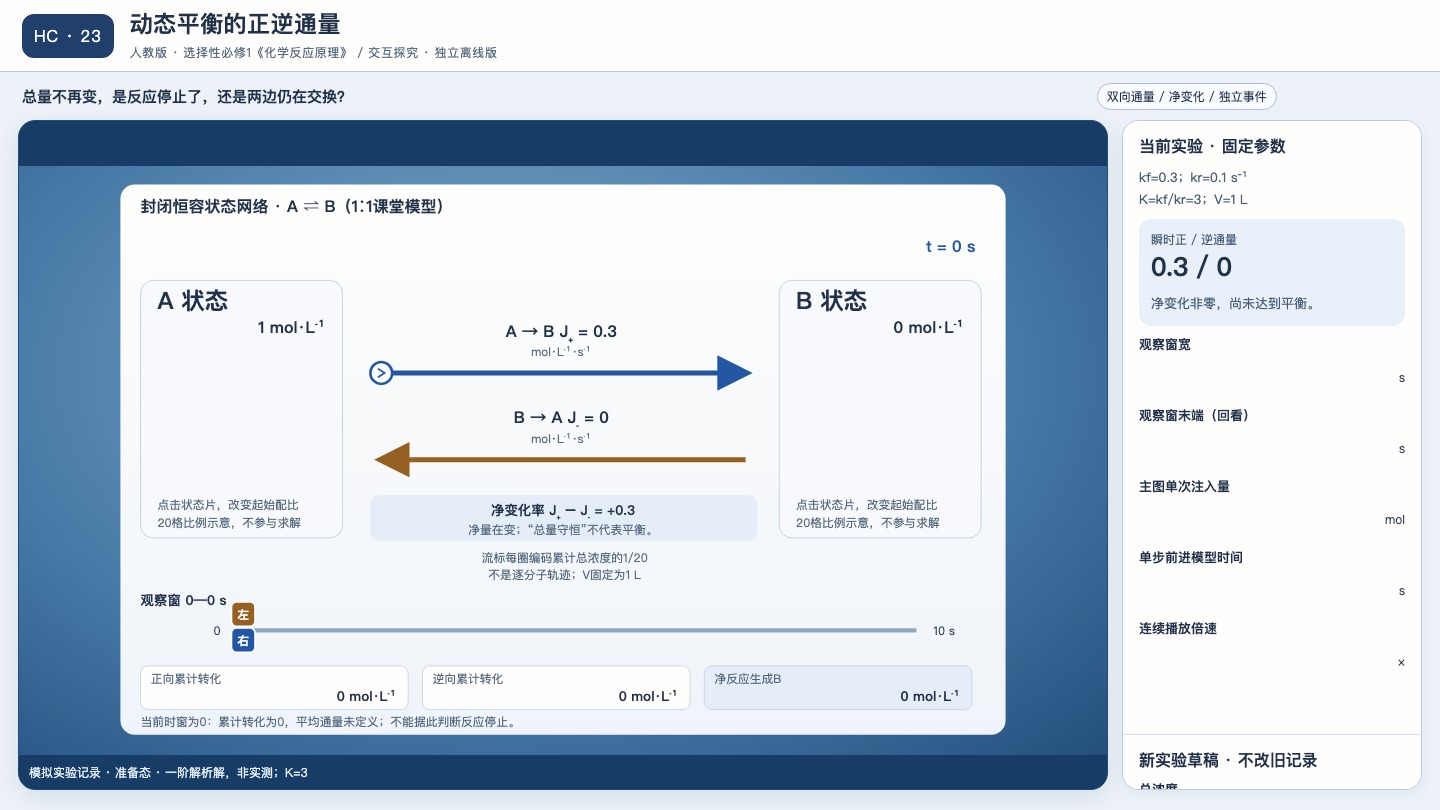 HC · 23
动态平衡的正逆通量
人教版 · 选择性必修1《化学反应原理》 / 交互探究 · 独立离线版
总量不再变，是反应停止了，还是两边仍在交换？
双向通量 / 净变化 / 独立事件
封闭恒容状态网络 · A ⇌ B（1:1课堂模型）
t = 0 s
A 状态
1 mol·L⁻¹
点击状态片，改变起始配比
20格比例示意，不参与求解
A → B J₊ = 0.3
mol·L⁻¹·s⁻¹
B → A J₋ = 0
mol·L⁻¹·s⁻¹
净变化率 J₊ − J₋ = +0.3
净量在变；“总量守恒”不代表平衡。
流标每圈编码累计总浓度的1/20
不是逐分子轨迹；V固定为1 L
B 状态
0 mol·L⁻¹
点击状态片，改变起始配比
20格比例示意，不参与求解
观察窗 0—0 s
左
0
右
10 s
正向累计转化
0 mol·L⁻¹
逆向累计转化
0 mol·L⁻¹
净反应生成B
0 mol·L⁻¹
当前时窗为0：累计转化为0，平均通量未定义；不能据此判断反应停止。
模拟实验记录 · 准备态 · 一阶解析解，非实测；K=3
当前实验 · 固定参数
kf=0.3；kr=0.1 s⁻¹
K=kf/kr=3；V=1 L
瞬时正 / 逆通量
0.3 / 0
净变化非零，尚未达到平衡。
观察窗宽
s
观察窗末端（回看）
s
主图单次注入量
mol
单步前进模型时间
s
连续播放倍速
×
新实验草稿 · 不改旧记录
总浓度